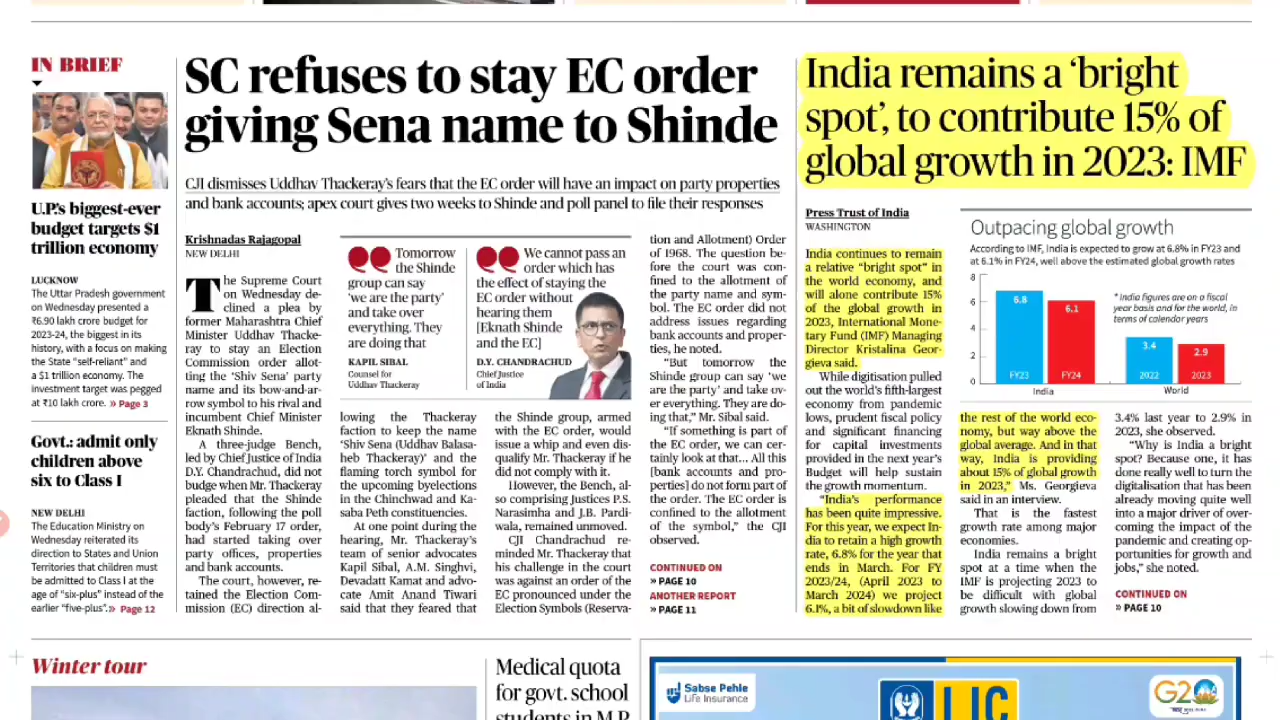 IN BRIEF
U.P.'s biggest-ever
budget targets $1
trillion economy
LUCKNOW
The Uttar Pradesh government
on Wednesday presented a
₹6.90 lakh crore budget for
2023-24, the biggest in its
history, with a focus on making
the State “self-reliant” and
a $1 trillion economy. The
investment target was pegged
at ₹10 lakh crore. » Page 3
Govt.: admit only
children above
six to Class I
NEW DELHI
The Education Ministry on
Wednesday reiterated its
direction to States and Union
Territories that children must
be admitted to Class I at the
age of “six-plus” instead of the
earlier “five-plus”. » Page 12
SC refuses to stay EC order
giving Sena name to Shinde
CJI dismisses Uddhav Thackeray’s fears that the EC order will have an impact on party properties
and bank accounts; apex court gives two weeks to Shinde and poll panel to file their responses
Krishnadas Rajagopal
NEW DELHI
The Supreme Court
on Wednesday de-
clined a plea by
former Maharashtra Chief
Minister Uddhav Thacke-
ray to stay an Election
Commission order allot-
ting the ‘Shiv Sena’ party
name and its bow-and-ar-
row symbol to his rival and
incumbent Chief Minister
Eknath Shinde.
A three-judge Bench,
led by Chief Justice of India
D.Y. Chandrachud, did not
budge when Mr. Thackeray
pleaded that the Shinde
faction, following the poll
body’s February 17 order,
had started taking over
party offices, properties
and bank accounts.
The court, however, re-
tained the Election Com-
mission (EC) direction al-
Tomorrow
the Shinde
group can say
‘we are the party’
and take over
everything. They
are doing that
KAPIL SIBAL
Counsel for
Uddhav Thackeray
We cannot pass an
order which has
the effect of staying the
EC order without
hearing them
[Eknath Shinde
and the EC]
D.Y. CHANDRACHUD
Chief Justice
of India
lowing the Thackeray
faction to keep the name
‘Shiv Sena (Uddhav Balasa-
heb Thackeray)’ and the
flaming torch symbol for
the upcoming byelections
in the Chinchwad and Ka-
saba Peth constituencies.
At one point during the
hearing, Mr. Thackeray’s
team of senior advocates
Kapil Sibal, A.M. Singhvi,
Devadatt Kamat and advo-
cate Amit Anand Tiwari
said that they feared that
the Shinde group, armed
with the EC order, would
issue a whip and even dis-
qualify Mr. Thackeray if he
did not comply with it.
However, the Bench, al-
so comprising Justices P.S.
Narasimha and J.B. Pardi-
wala, remained unmoved.
CJI Chandrachud re-
minded Mr. Thackeray that
his challenge in the court
was against an order of the
EC pronounced under the
Election Symbols (Reserva-
tion and Allotment) Order
of 1968. The question be-
fore the court was con-
fined to the allotment of
the party name and sym-
bol. The EC order did not
address issues regarding
bank accounts and proper-
ties, he noted.
“But tomorrow the
Shinde group can say ‘we
are the party’ and take ov-
er everything. They are do-
ing that,” Mr. Sibal said.
“If something is part of
the EC order, we can cer-
tainly look at that... All this
[bank accounts and pro-
perties] do not form part of
the order. The EC order is
confined to the allotment
of the symbol,” the CJI
observed.
CONTINUED ON
» PAGE 10
ANOTHER REPORT
» PAGE 11
India remains a ‘bright
spot’, to contribute 15% of
global growth in 2023: IMF
Press Trust of India
WASHINGTON
India continues to remain
a relative “bright spot” in
the world economy, and
will alone contribute 15%
of the global growth in
2023, International Mone-
tary Fund (IMF) Managing
Director Kristalina Geor-
gieva said.
While digitisation pulled
out the world’s fifth-largest
economy from pandemic
lows, prudent fiscal policy
and significant financing
for capital investments
provided in the next year’s
Budget will help sustain
the growth momentum.
“India’s performance
has been quite impressive.
For this year, we expect In-
dia to retain a high growth
rate, 6.8% for the year that
ends in March. For FY
2023/24, (April 2023 to
March 2024) we project
6.1%, a bit of slowdown like
Outpacing global growth
According to IMF, India is expected to grow at 6.8% in FY23 and
at 6.1% in FY24, well above the estimated global growth rates
8
6
4
2
0
6.8
6.1
3.4
2.9
* India figures are on a fiscal
year basis and for the world, in
terms of calendar years
FY23
FY24
2022
2023
India
World
the rest of the world eco-
nomy, but way above the
global average. And in that
way, India is providing
about 15% of global growth
in 2023,” Ms. Georgieva
said in an interview.
That is the fastest
growth rate among major
economies.
India remains a bright
spot at a time when the
IMF is projecting 2023 to
be difficult with global
growth slowing down from
3.4% last year to 2.9% in
2023, she observed.
“Why is India a bright
spot? Because one, it has
done really well to turn the
digitalisation that has been
already moving quite well
into a major driver of over-
coming the impact of the
pandemic and creating op-
portunities for growth and
jobs,” she noted.
CONTINUED ON
» PAGE 10
Winter tour
Medical quota
for govt. school
students in M.P.
Sabse Pehle
Life Insurance
LIC
G20